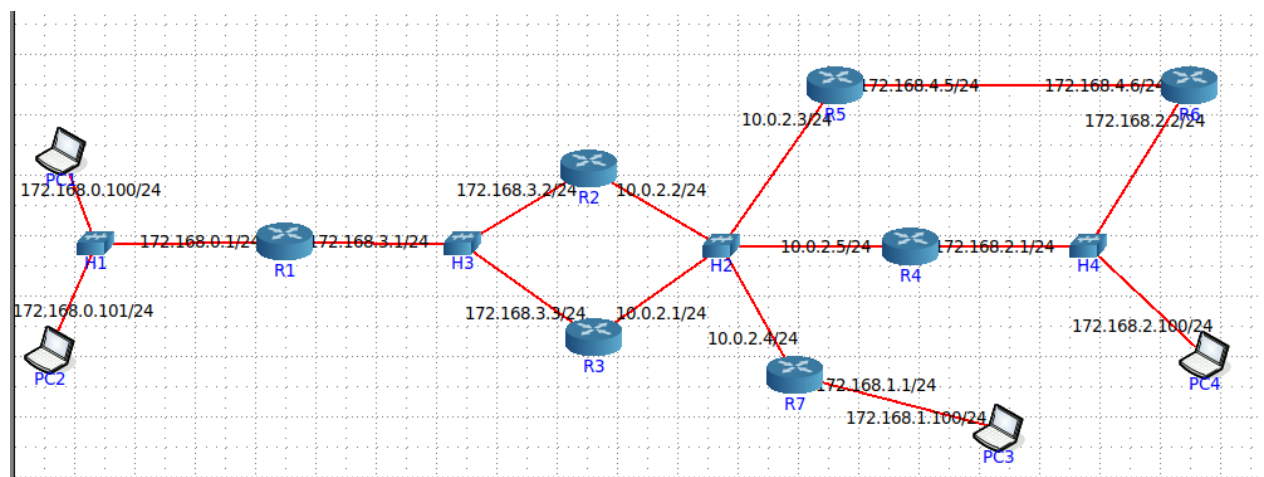 172.168.4.5/24
172.168.4.6/24
R5
R6
10.0.2.3/24
172.168.2.2/24
PC1
172.168.0.100/24
172.168.3.2/24
R2
10.0.2.2/24
172.168.0.1/24
R1
172.168.3.1/24
H1
H3
H2
10.0.2.5/24
R4
172.168.2.1/24
H4
172.168.0.101/24
PC2
172.168.3.3/24
10.0.2.1/24
R3
10.0.2.4/24
R7
172.168.1.1/24
172.168.1.100/24
PC3
172.168.2.100/24
PC4